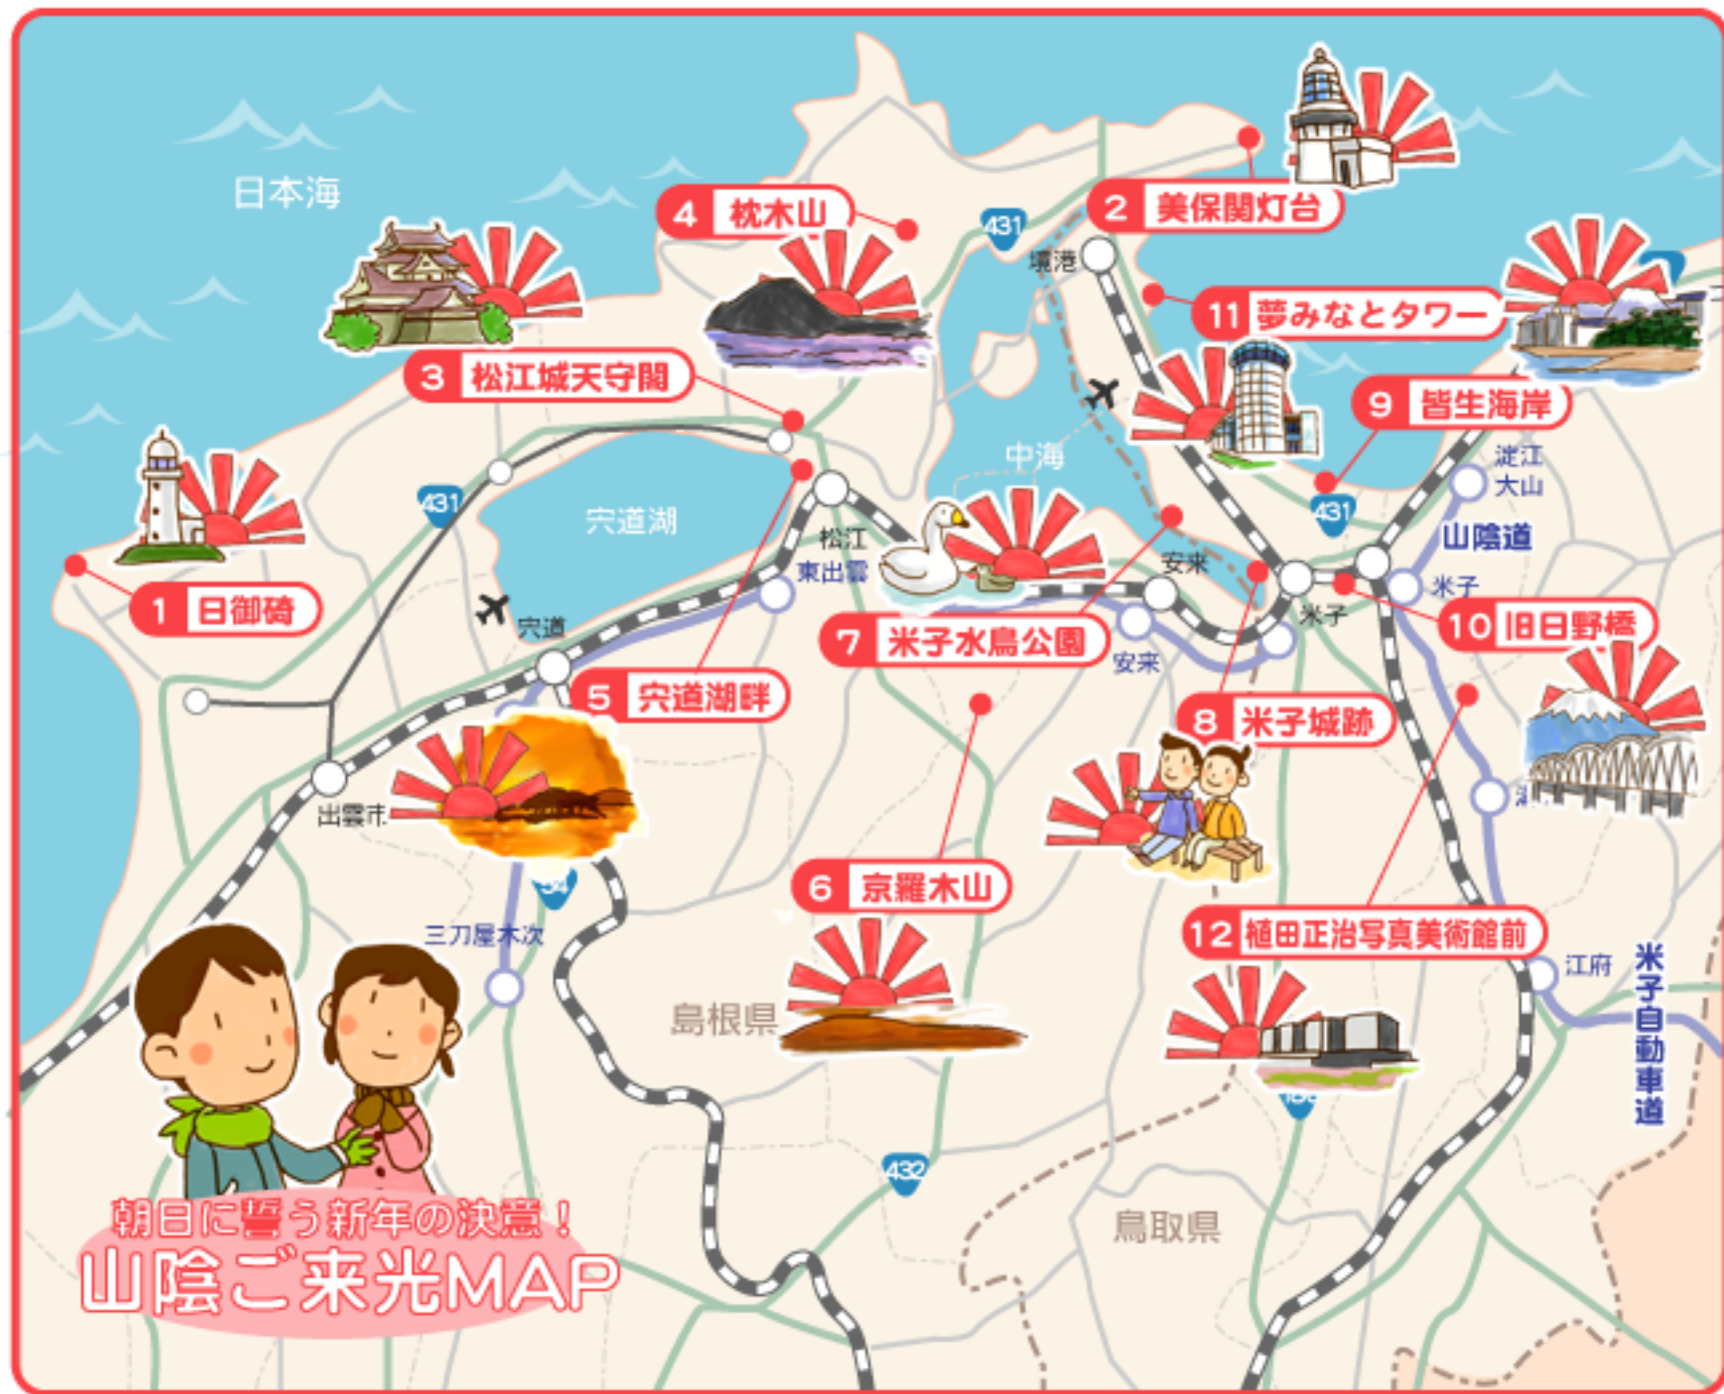 日本海
2 美保関灯台
4 枕木山
431
境港
11 夢みなとタワー
3 松江城天守閣
9 皆生海岸
中海
淀江
大山
431
431
宍道湖
山陰道
松江
東出雲
安来
米子
1 日御碕
宍道
米子
10 旧日野橋
7 米子水鳥公園
安来
5 宍道湖畔
8 米子城跡
出雲市
54
6 京羅木山
三刀屋木次
12 植田正治写真美術館前
江府
米子自動車道
島根県
432
鳥取県
朝日に誓う新年の決意！
山陰ご来光MAP